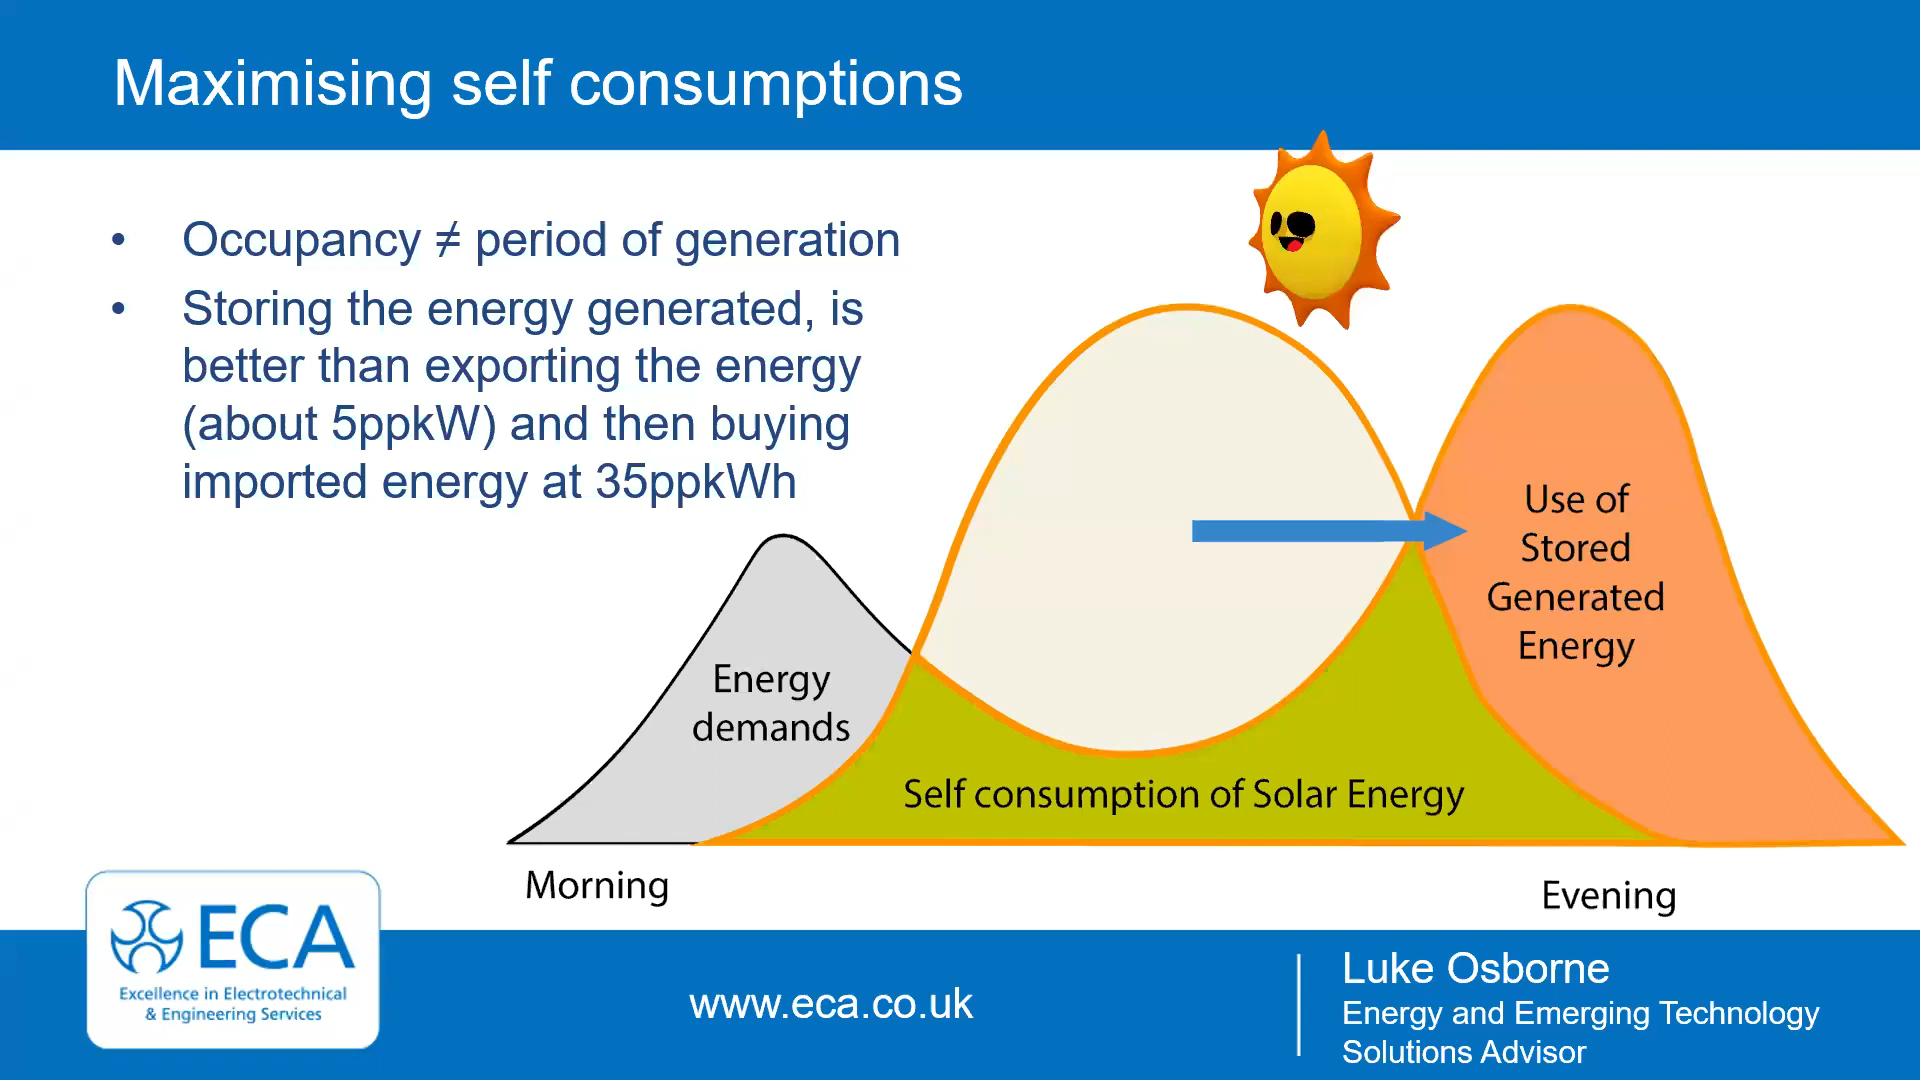 Maximising self consumptions
• Occupancy ≠ period of generation
• Storing the energy generated, is
better than exporting the energy
(about 5ppkW) and then buying
imported energy at 35ppkWh
Energy
demands
Self consumption of Solar Energy
Use of
Stored
Generated
Energy
Morning
Evening
ECA
Excellence in Electrotechnical
& Engineering Services
www.eca.co.uk
Luke Osborne
Energy and Emerging Technology
Solutions Advisor